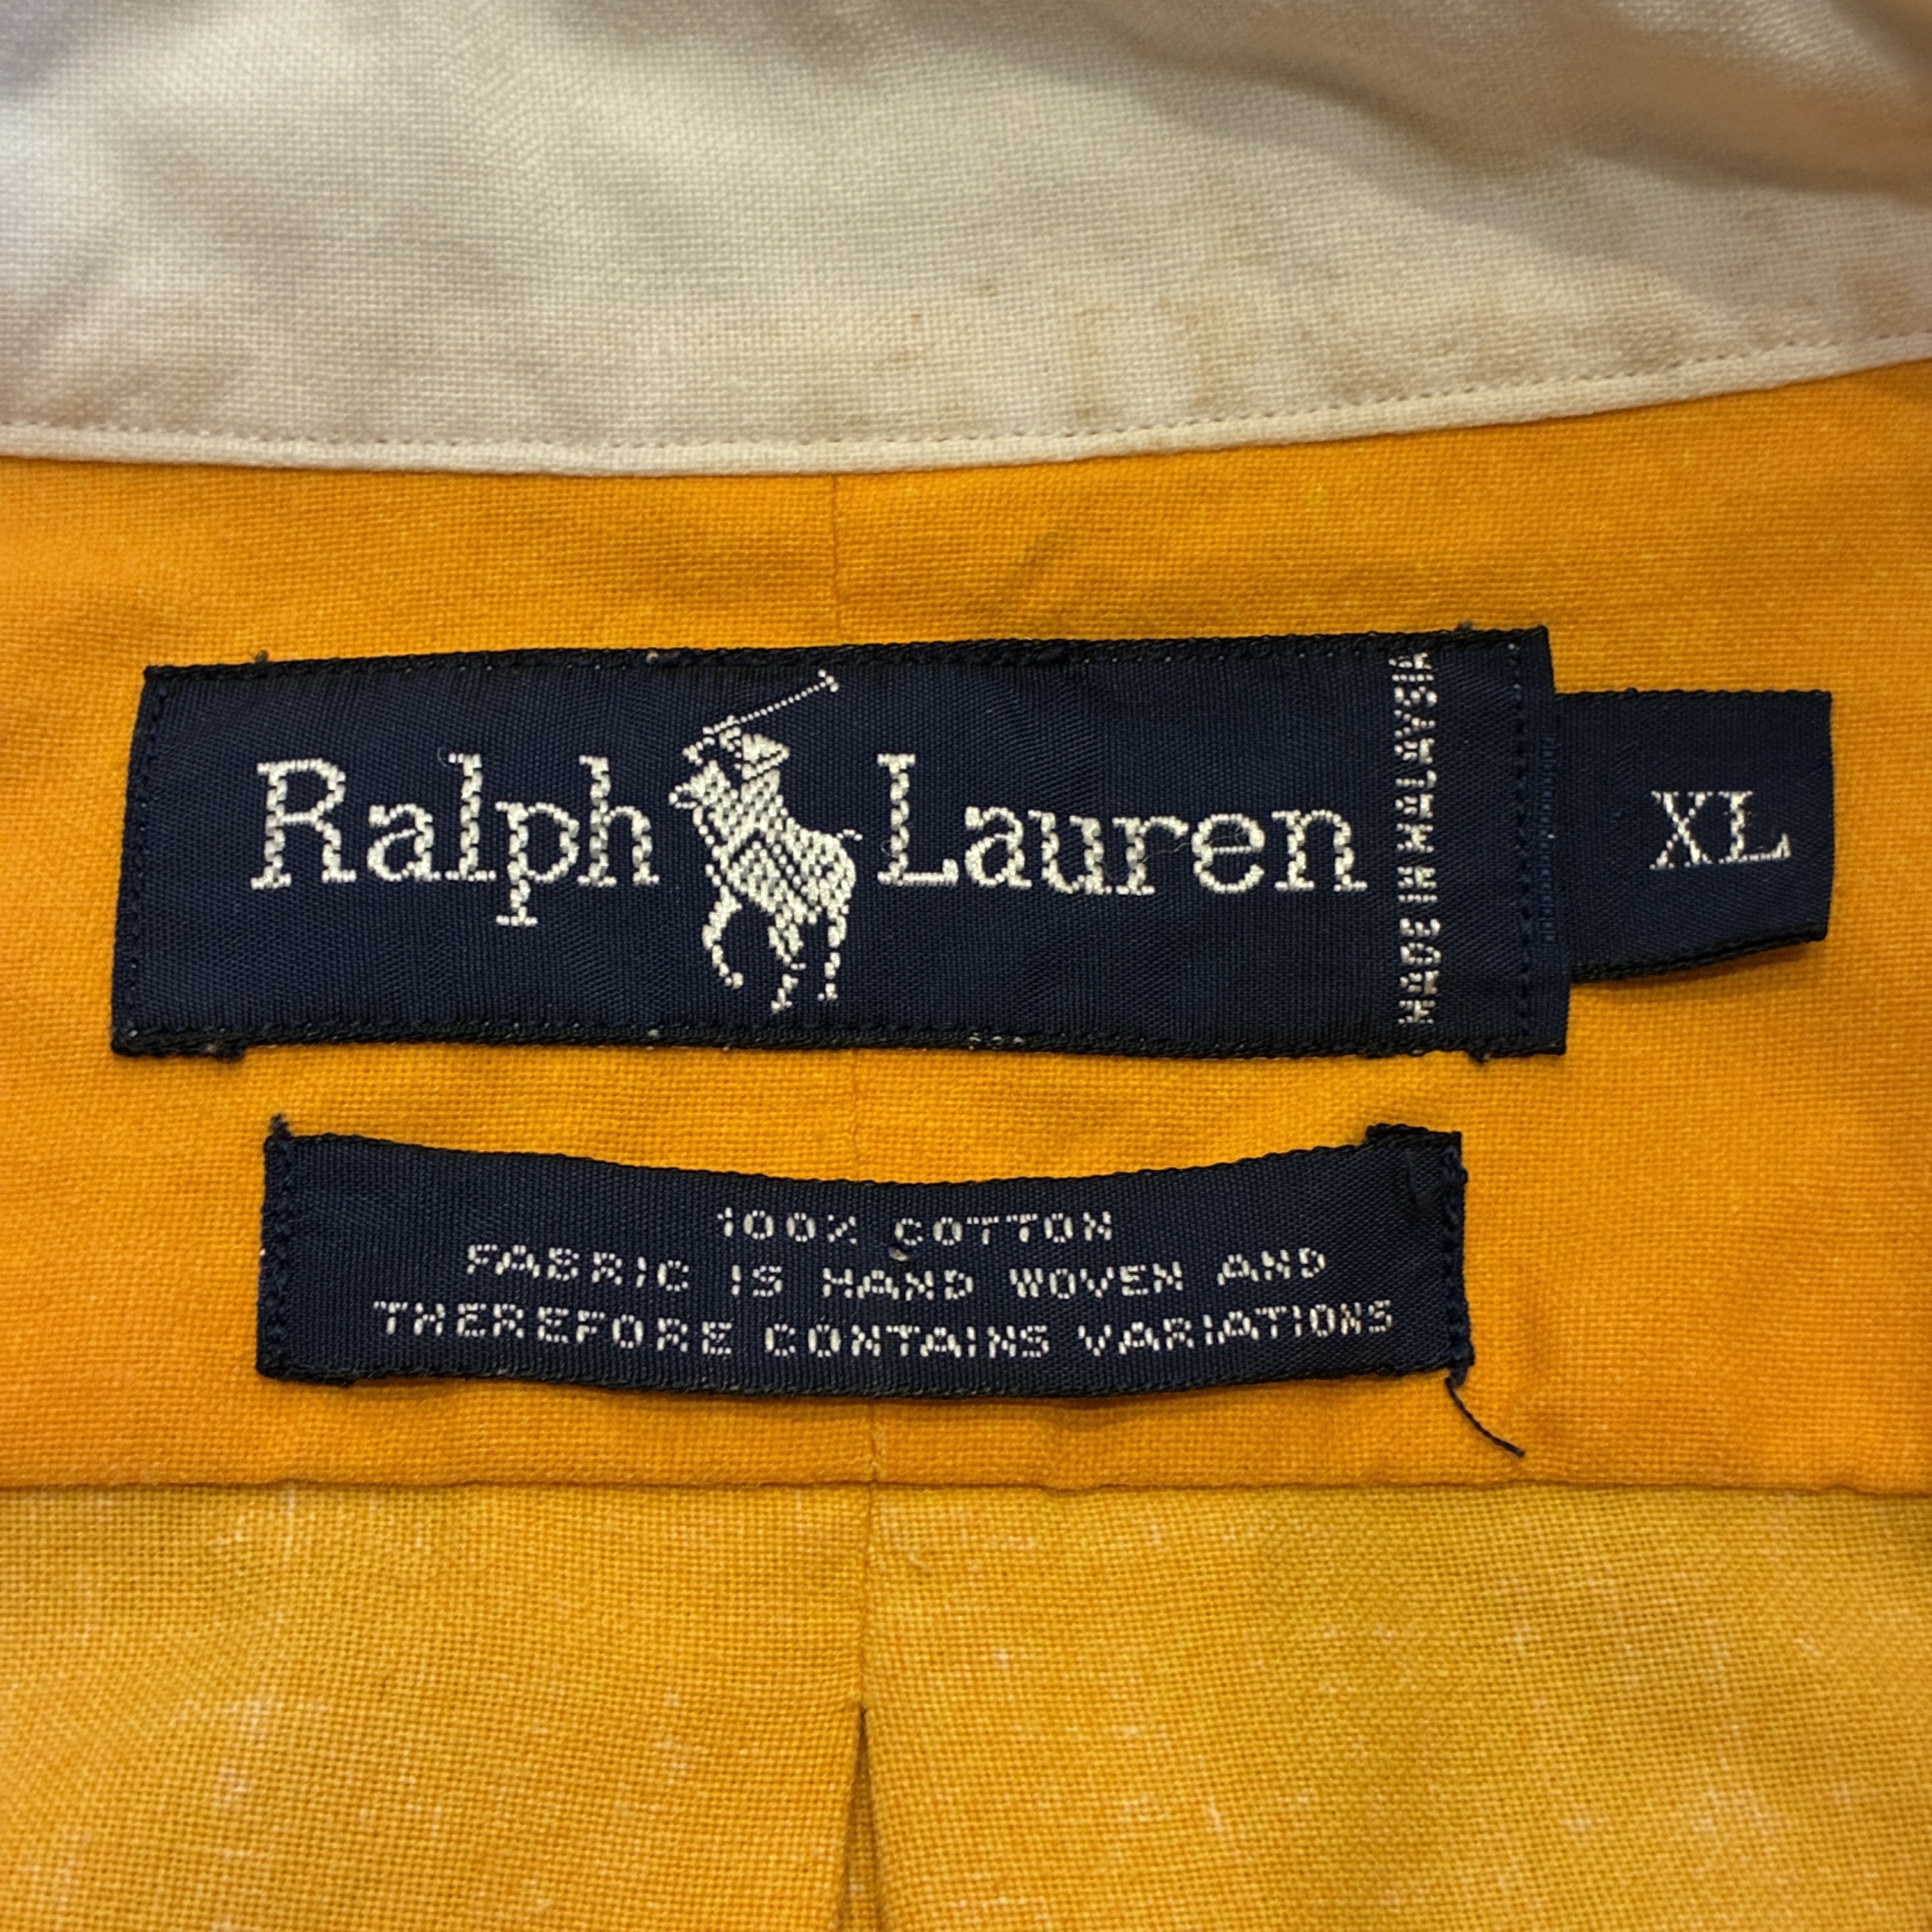 Ralph Lauren
MADE IN MALAYSIA
XL
100% COTTON
FABRIC IS HAND WOVEN AND
THEREFORE CONTAINS VARIATIONS